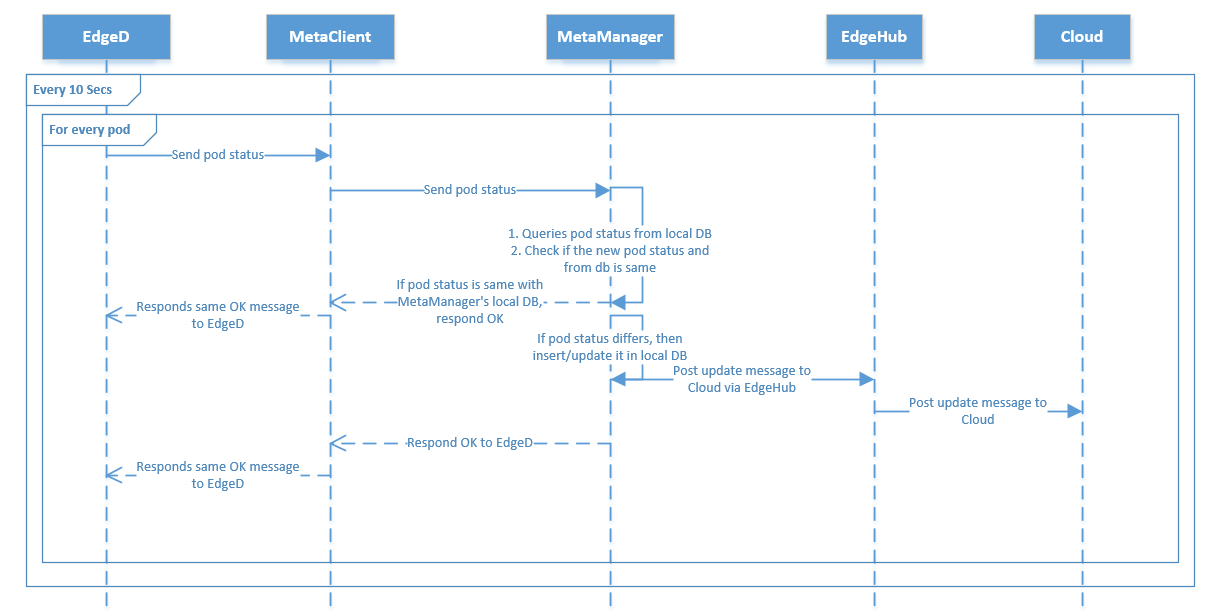 EdgeD
MetaClient
MetaManager
EdgeHub
Cloud
Every 10 Secs
For every pod
Send pod status
Send pod status
1. Queries pod status from local DB
2. Check if the new pod status and
from db is same
If pod status is same with
MetaManager's local DB,
respond OK
Responds same OK message
to EdgeD
If pod status differs, then
insert/update it in local DB
Post update message to
Cloud via EdgeHub
Post update message to
Cloud
Respond OK to EdgeD
Responds same OK message
to EdgeD